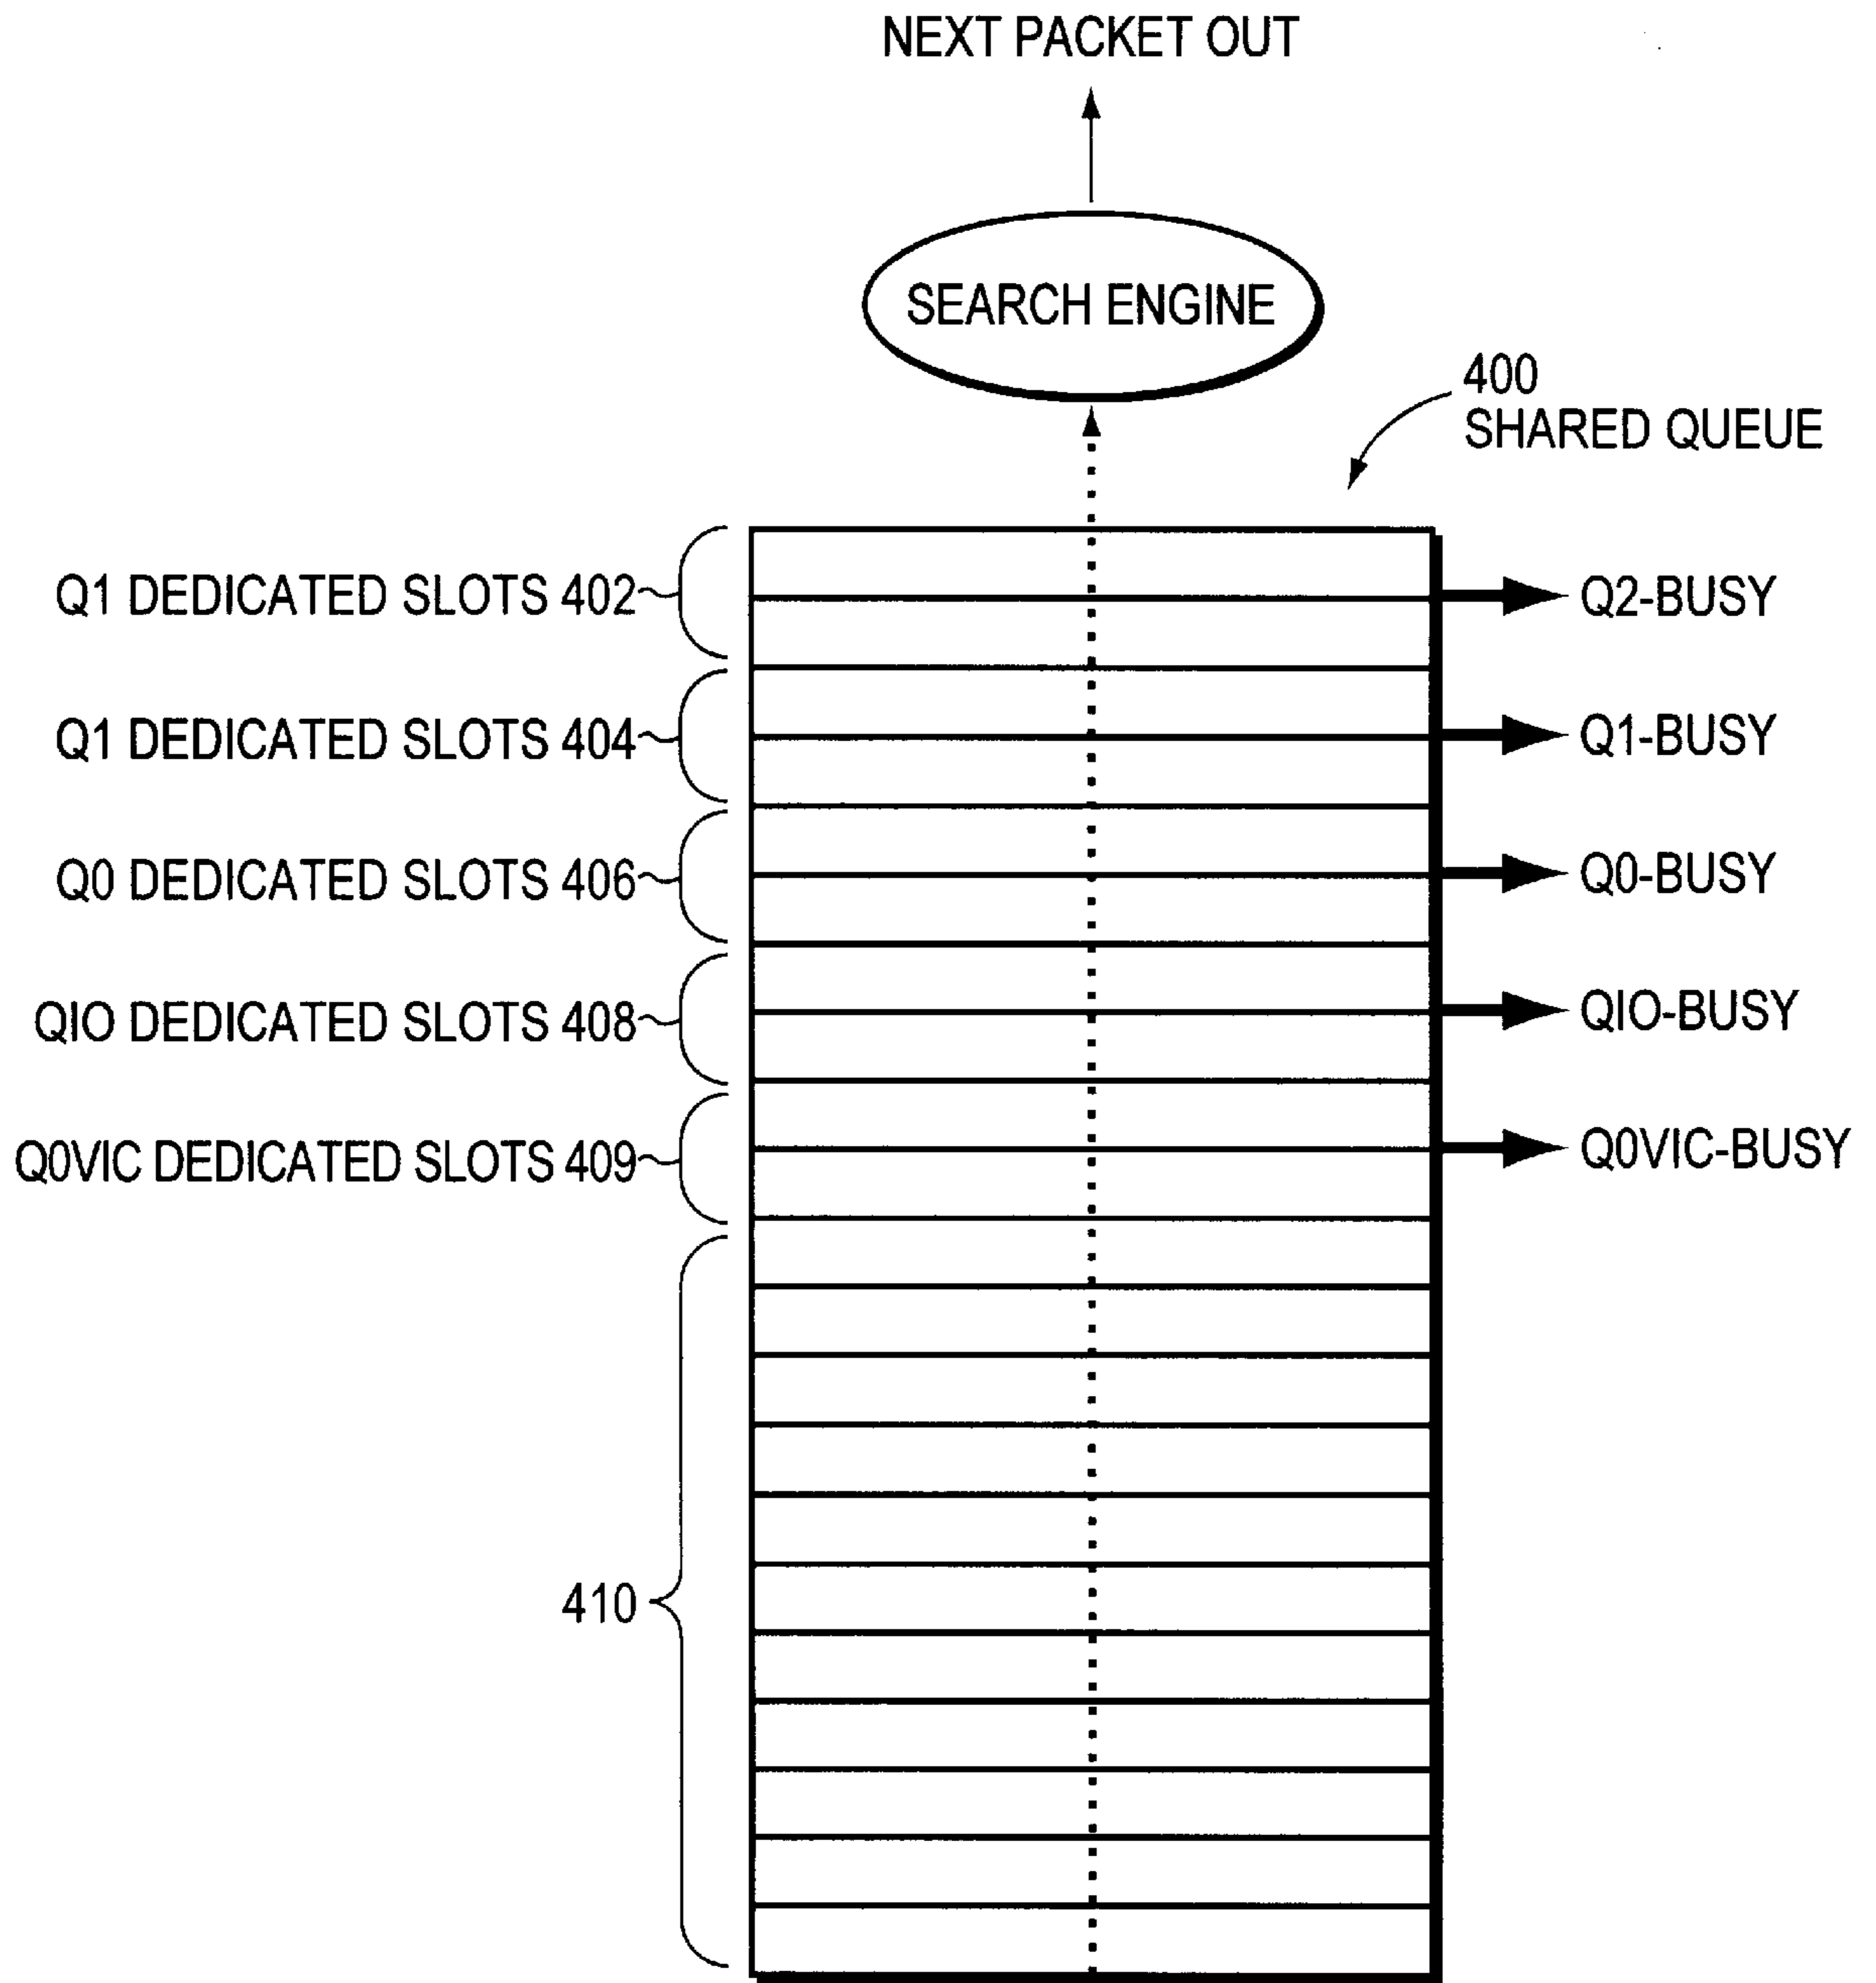 NEXT PACKET OUT
SEARCH ENGINE
400
SHARED QUEUE
Q1 DEDICATED SLOTS 402
Q2-BUSY
Q1 DEDICATED SLOTS 404
Q1-BUSY
Q0 DEDICATED SLOTS 406
Q0-BUSY
QIO DEDICATED SLOTS 408
QIO-BUSY
Q0VIC DEDICATED SLOTS 409
Q0VIC-BUSY
410